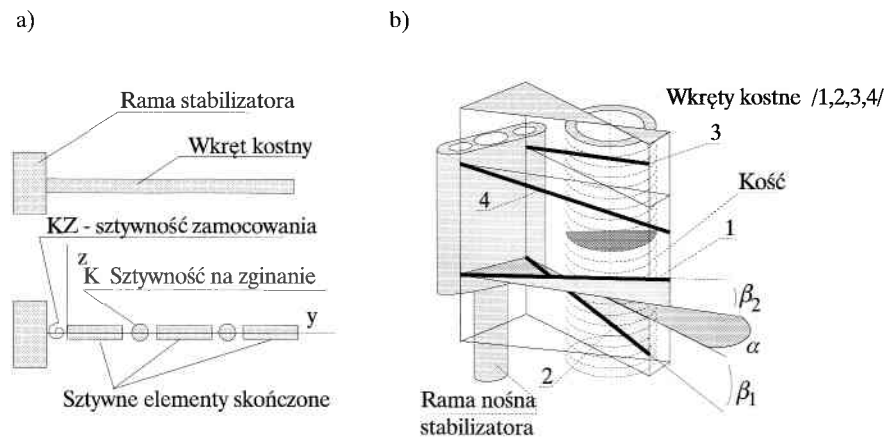 a)
Rama stabilizatora
Wkręt kostny
KZ - sztywność zamocowania
z
K Sztywność na zginanie
y
Sztywne elementy skończone
b)
Wkręty kostne /1,2,3,4/
3
Kość
4
1
β2
α
2
β1
Rama nośna
stabilizatora